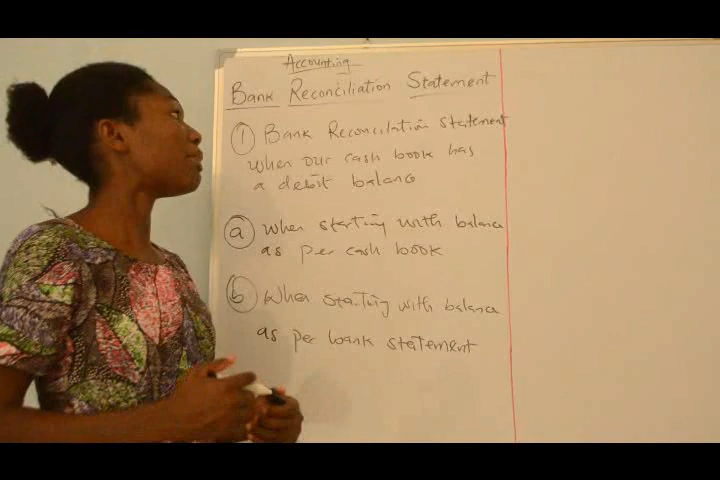 Accounting
Bank Reconciliation Statement
① Bank Reconcilation statement
when our cash book has
a debit balance
ⓐ When starting with balance
as per cash book
ⓑ When starting with balance
as per bank statement